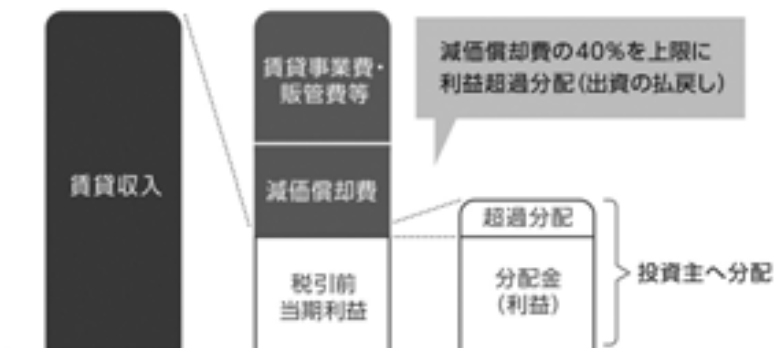 賃貸収入
賃貸事業費・
販管費等
減価償却費
税引前
当期利益
減価償却費の40%を上限に
利益超過分配(出資の払戻し)
超過分配
分配金
(利益)
投資主へ分配